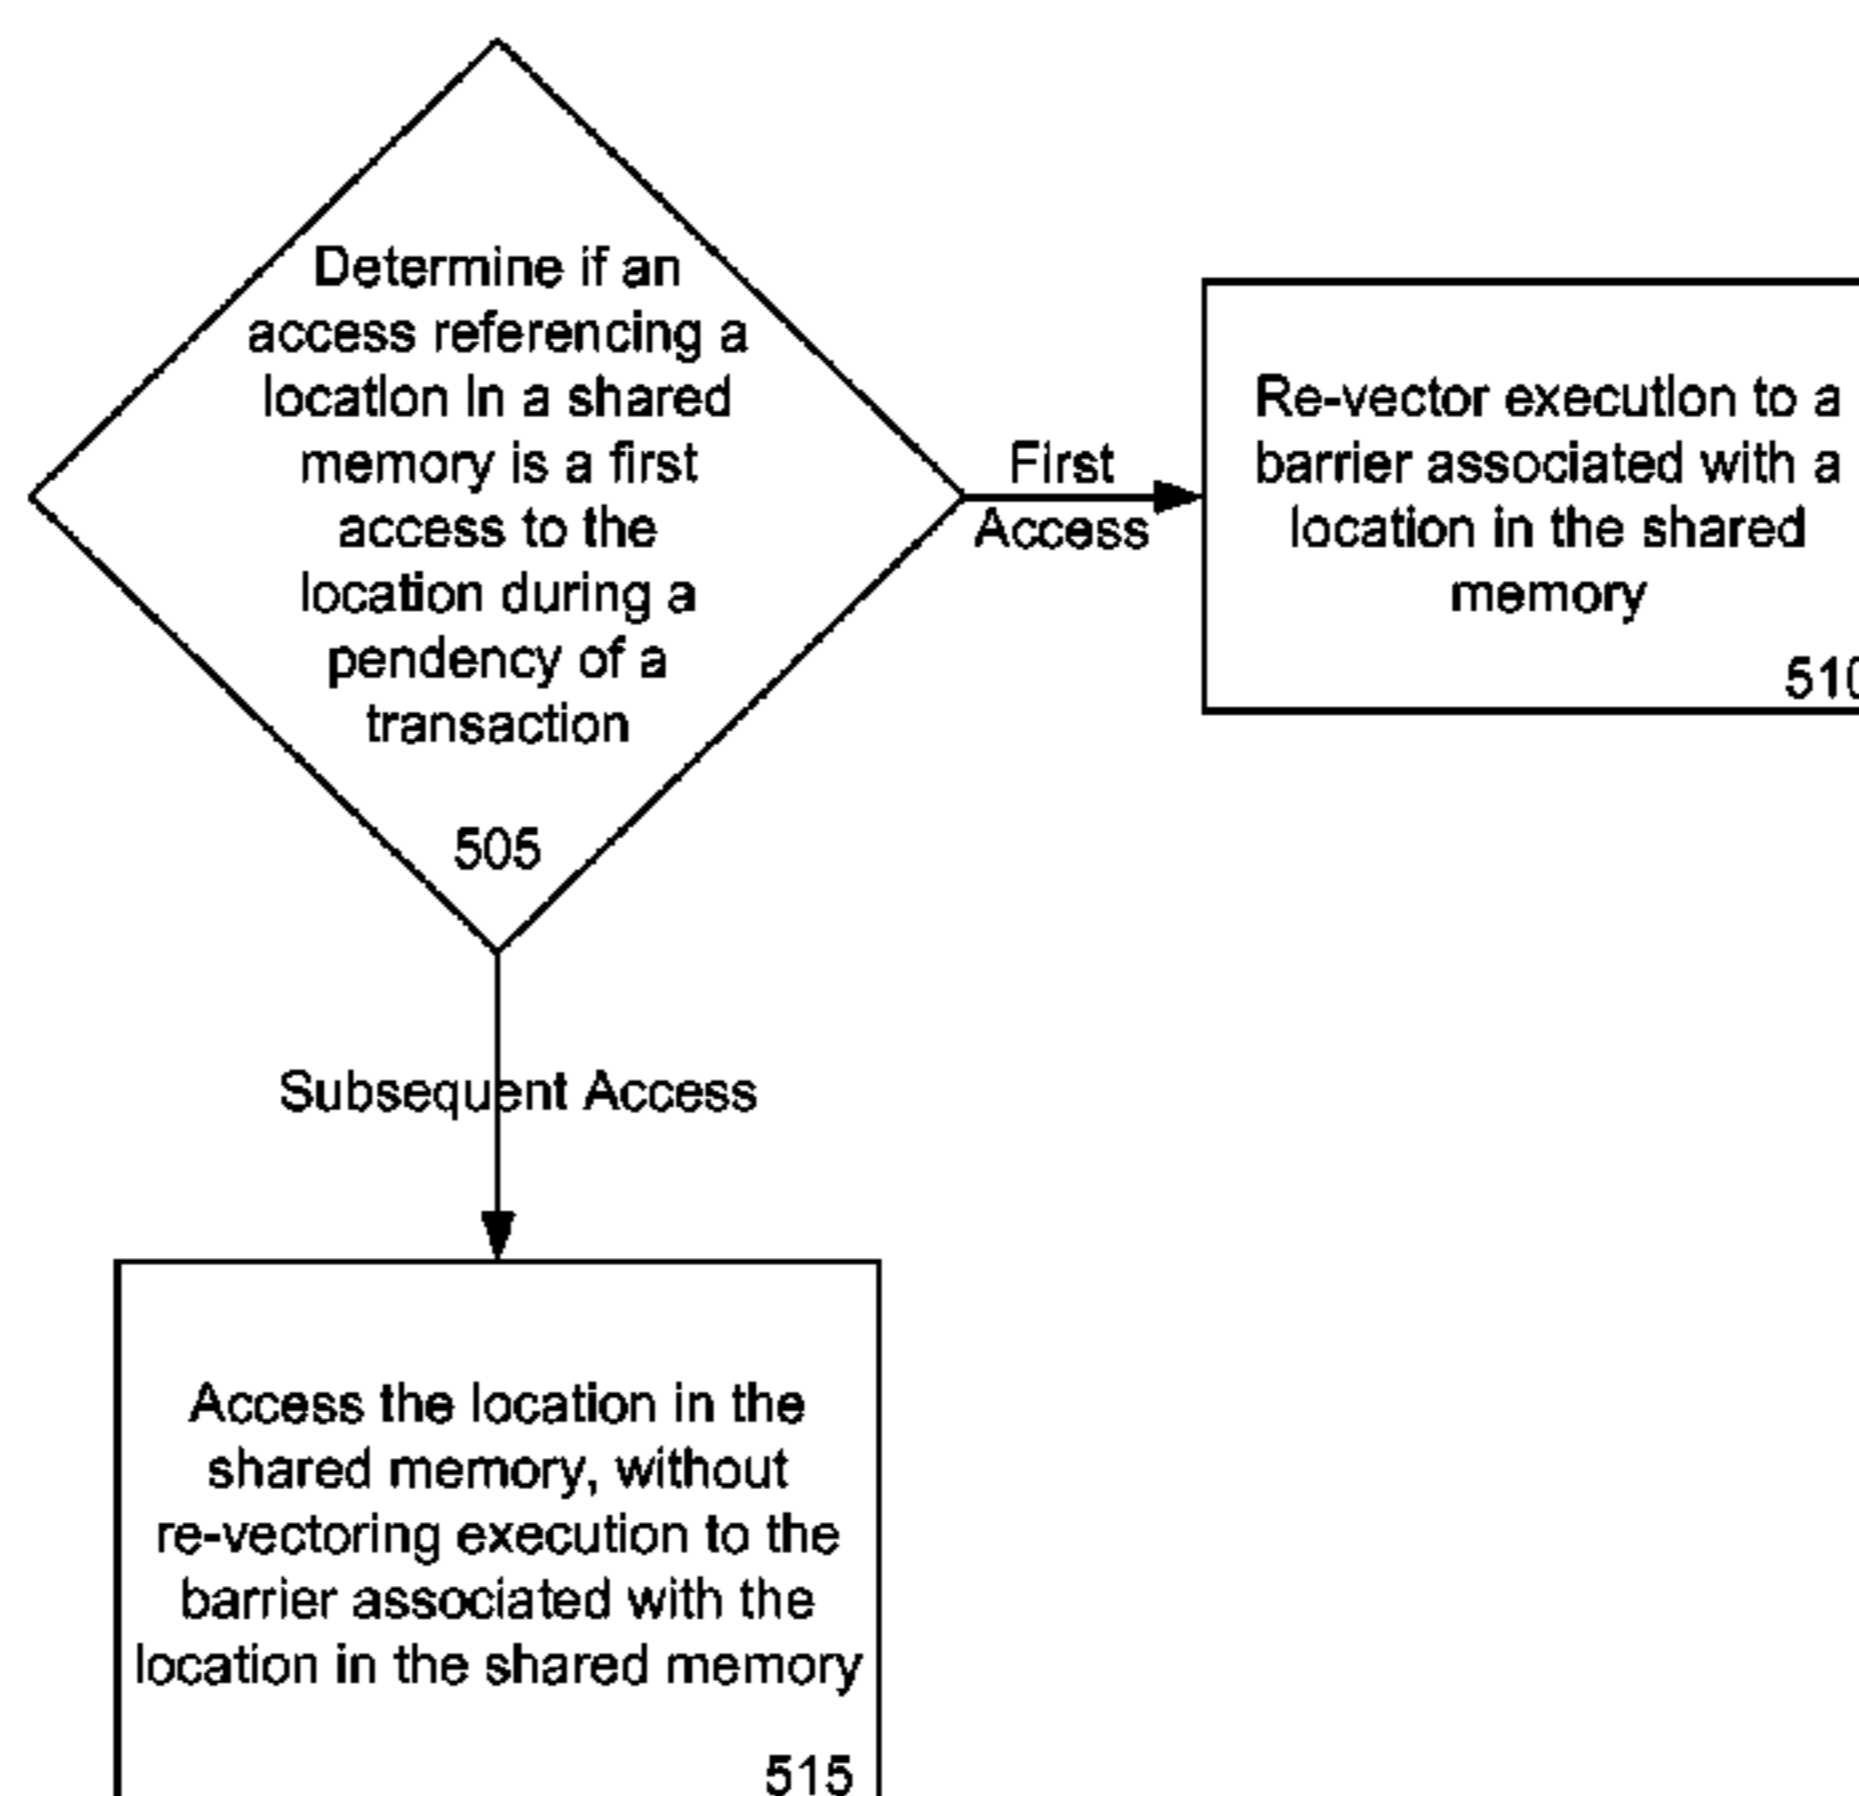 Determine if an
access referencing a
location in a shared
memory is a first
access to the
location during a
pendency of a
transaction
505
First
Access
Re-vector execution to a
barrier associated with a
location in the shared
memory
510
Subsequent Access
Access the location in the
shared memory, without
re-vectoring execution to the
barrier associated with the
location in the shared memory
515